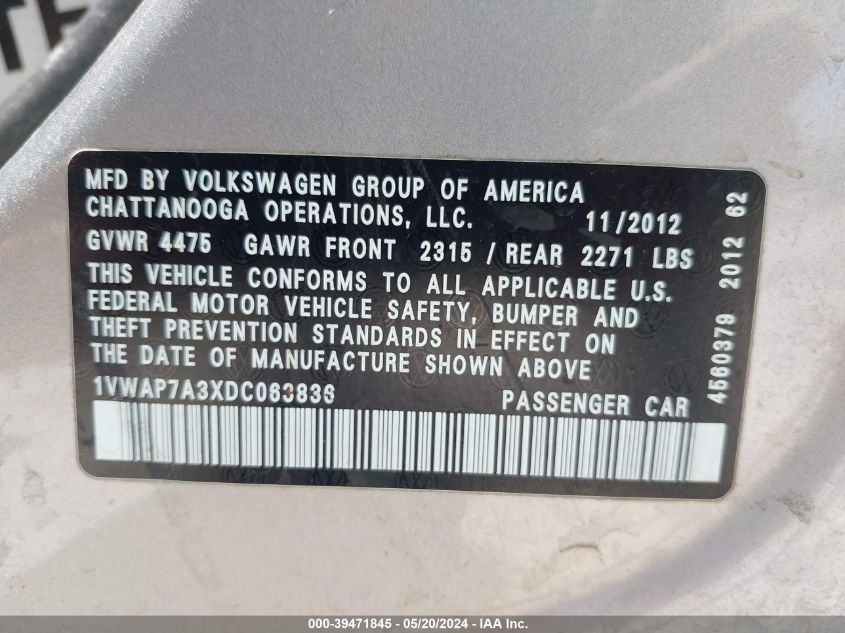 MFD BY VOLKSWAGEN GROUP OF AMERICA
CHATTANOOGA OPERATIONS, LLC. 11/2012
GVWR 4475 GAWR FRONT 2315 / REAR 2271 LBS
THIS VEHICLE CONFORMS TO ALL APPLICABLE U.S.
FEDERAL MOTOR VEHICLE SAFETY, BUMPER AND
THEFT PREVENTION STANDARDS IN EFFECT ON
THE DATE OF MANUFACTURE SHOWN ABOVE
1VWAP7A3XDC063836 PASSENGER CAR
4560379 2012 62
000-39471845 - 05/20/2024 - IAA Inc.